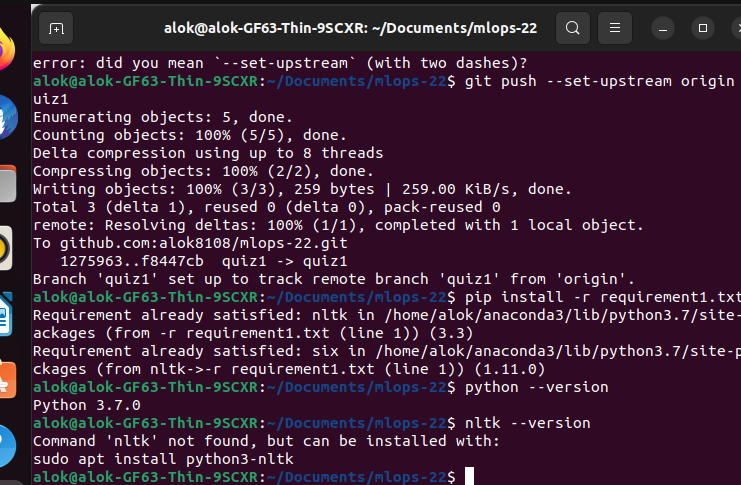 alok@alok-GF63-Thin-9SCXR: ~/Documents/mlops-22
error: did you mean `--set-upstream` (with two dashes)?
alok@alok-GF63-Thin-9SCXR:~/Documents/mlops-22$ git push --set-upstream origin
uiz1
Enumerating objects: 5, done.
Counting objects: 100% (5/5), done.
Delta compression using up to 8 threads
Compressing objects: 100% (2/2), done.
Writing objects: 100% (3/3), 259 bytes | 259.00 KiB/s, done.
Total 3 (delta 1), reused 0 (delta 0), pack-reused 0
remote: Resolving deltas: 100% (1/1), completed with 1 local object.
To github.com:alok8108/mlops-22.git
   1275963..f8447cb  quiz1 -> quiz1
Branch 'quiz1' set up to track remote branch 'quiz1' from 'origin'.
alok@alok-GF63-Thin-9SCXR:~/Documents/mlops-22$ pip install -r requirement1.txt
Requirement already satisfied: nltk in /home/alok/anaconda3/lib/python3.7/site-
ackages (from -r requirement1.txt (line 1)) (3.3)
Requirement already satisfied: six in /home/alok/anaconda3/lib/python3.7/site-p
ckages (from nltk->-r requirement1.txt (line 1)) (1.11.0)
alok@alok-GF63-Thin-9SCXR:~/Documents/mlops-22$ python --version
Python 3.7.0
alok@alok-GF63-Thin-9SCXR:~/Documents/mlops-22$ nltk --version
Command 'nltk' not found, but can be installed with:
sudo apt install python3-nltk
alok@alok-GF63-Thin-9SCXR:~/Documents/mlops-22$